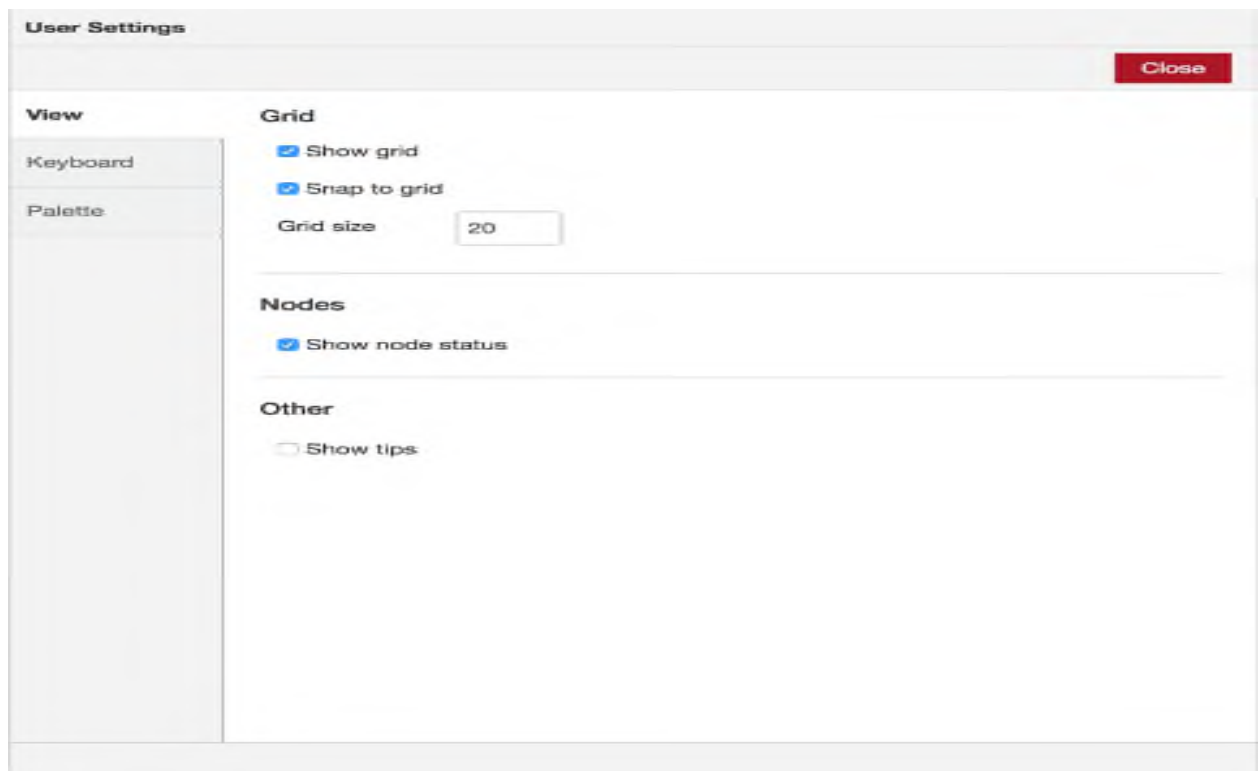 User Settings
Close
View
Keyboard
Palette
Grid
Show grid
Snap to grid
Grid size 20
Nodes
Show node status
Other
Show tips